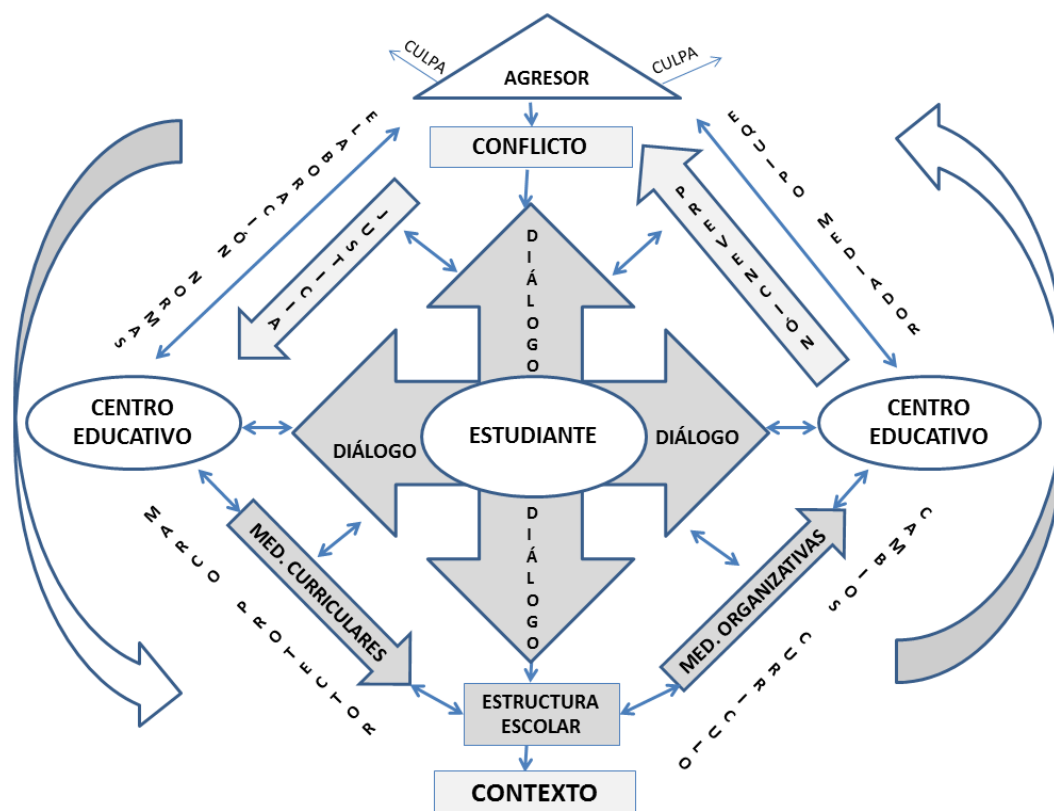 CULPA
CULPA
AGRESOR
CONFLICTO
ELABORACIÓN NORMAS
EQUIPO MEDIADOR
JUSTICIA
PREVENCIÓN
DIÁLOGO
CENTRO
EDUCATIVO
DIÁLOGO
ESTUDIANTE
DIÁLOGO
CENTRO
EDUCATIVO
DIÁLOGO
MED. CURRICULARES
MED. ORGANIZATIVAS
MARCO PROTECTOR
CAMBIOS CURRICULO
ESTRUCTURA
ESCOLAR
CONTEXTO